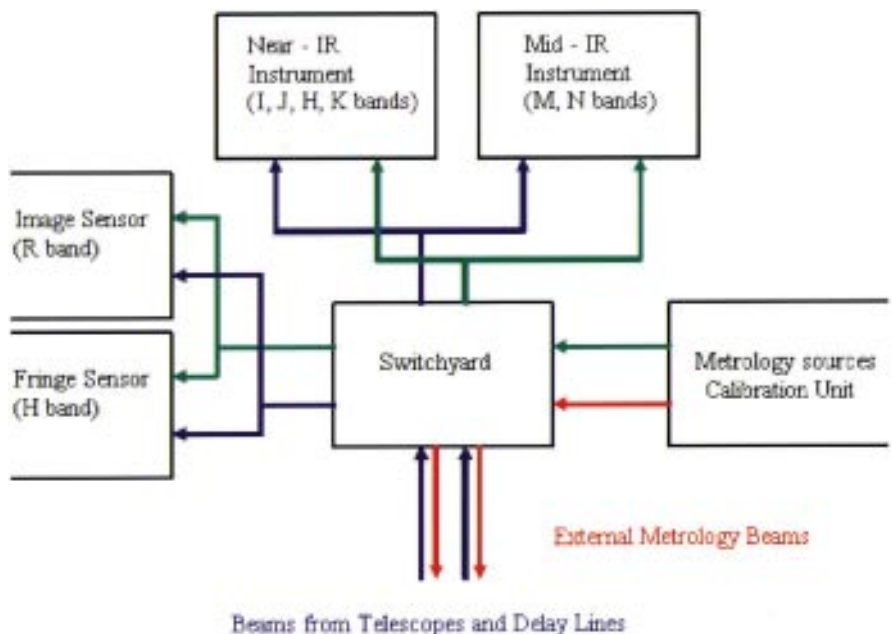 Near - IR
Instrument
(I, J, H, K bands)
Mid - IR
Instrument
(M, N bands)
Image Sensor
(R band)
Fringe Sensor
(H band)
Switchyard
Metrology sources
Calibration Unit
External Metrology Beams
Beams from Telescopes and Delay Lines